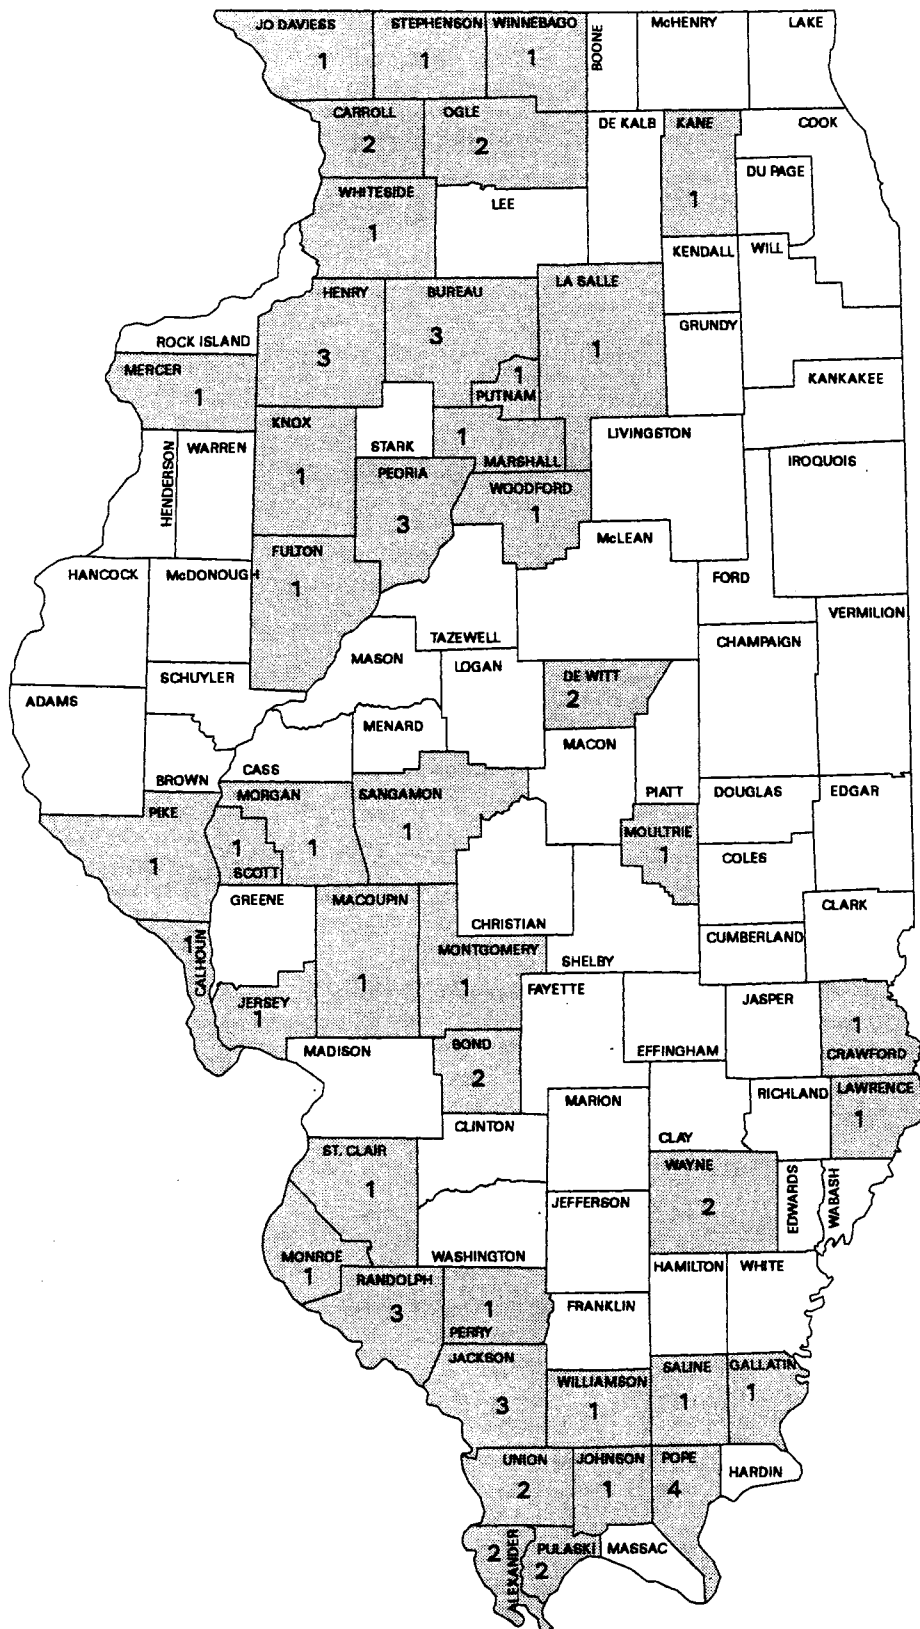 JO DAVIESS
1
STEPHENSON
1
WINNEBAGO
1
BOONE
McHENRY
LAKE
CARROLL
2
OGLE
2
DE KALB
KANE
1
COOK
DU PAGE
WHITESIDE
1
LEE
KENDALL
WILL
ROCK ISLAND
HENRY
3
BUREAU
3
LA SALLE
1
GRUNDY
MERCER
1
PUTNAM
1
KANKAKEE
HENDERSON
WARREN
KNOX
1
STARK
MARSHALL
1
LIVINGSTON
IROQUOIS
PEORIA
3
WOODFORD
1
McLEAN
FORD
HANCOCK
McDONOUGH
FULTON
1
TAZEWELL
VERMILION
CHAMPAIGN
SCHUYLER
MASON
LOGAN
DE WITT
2
ADAMS
BROWN
CASS
MENARD
MACON
PIATT
DOUGLAS
EDGAR
PIKE
1
MORGAN
1
SCOTT
1
SANGAMON
1
MOULTRIE
1
COLES
GREENE
MACOUPIN
1
CHRISTIAN
SHELBY
CUMBERLAND
CLARK
CALHOUN
1
JERSEY
1
MONTGOMERY
1
FAYETTE
EFFINGHAM
JASPER
CRAWFORD
1
MADISON
BOND
2
MARION
CLAY
RICHLAND
LAWRENCE
1
CLINTON
ST. CLAIR
1
WAYNE
2
EDWARDS
WABASH
MONROE
1
WASHINGTON
JEFFERSON
HAMILTON
WHITE
RANDOLPH
3
PERRY
1
FRANKLIN
JACKSON
3
WILLIAMSON
1
SALINE
1
GALLATIN
1
UNION
2
JOHNSON
1
POPE
4
HARDIN
ALEXANDER
2
PULASKI
2
MASSAC